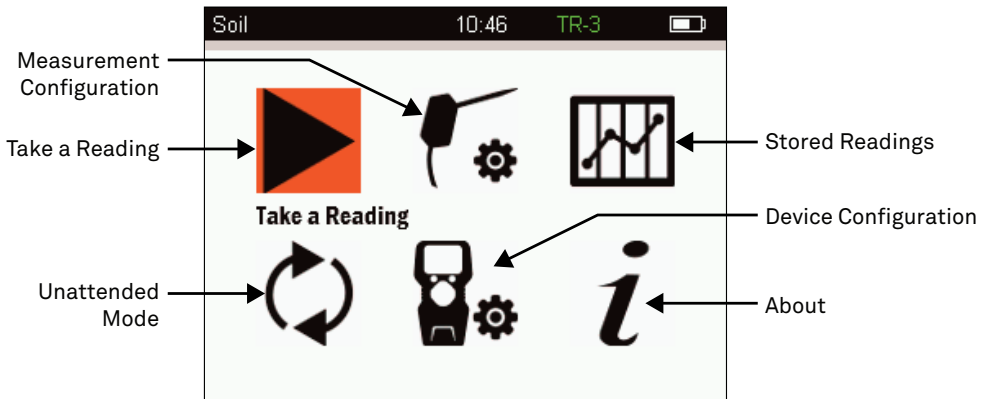 Soil 10:46 TR-3
Measurement
Configuration
Take a Reading
Stored Readings
Take a Reading
Device Configuration
Unattended
Mode
About